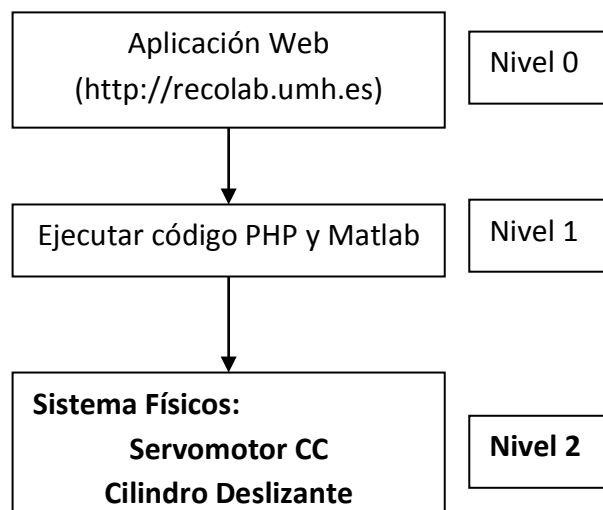 Aplicación Web
(http://recolab.umh.es)
Nivel 0
Ejecutar código PHP y Matlab
Nivel 1
Sistema Físicos:
Servomotor CC
Cilindro Deslizante
Nivel 2